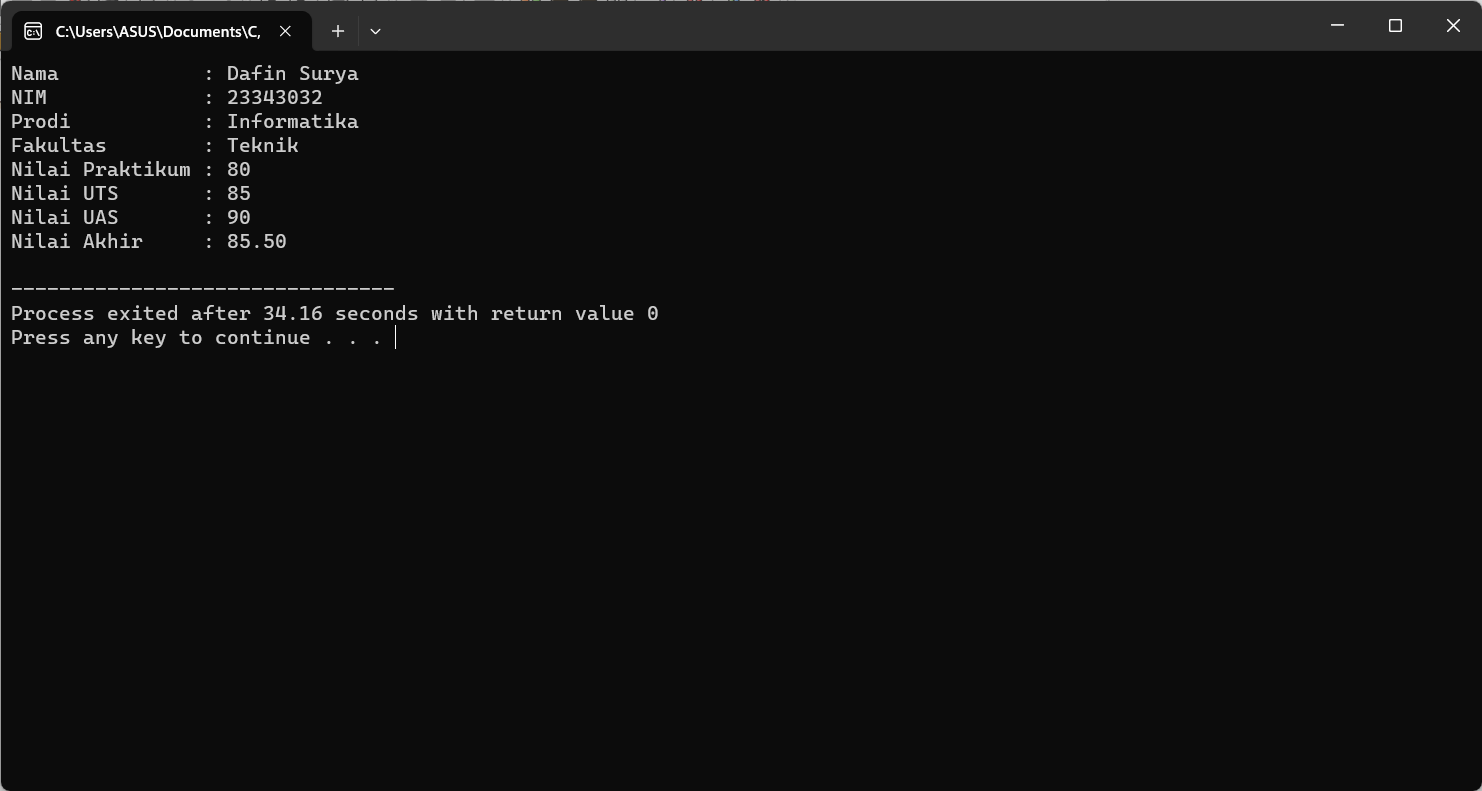 C:\Users\ASUS\Documents\C,
Nama : Dafin Surya
NIM : 23343032
Prodi : Informatika
Fakultas : Teknik
Nilai Praktikum : 80
Nilai UTS : 85
Nilai UAS : 90
Nilai Akhir : 85.50
--------------------------------
Process exited after 34.16 seconds with return value 0
Press any key to continue . . .